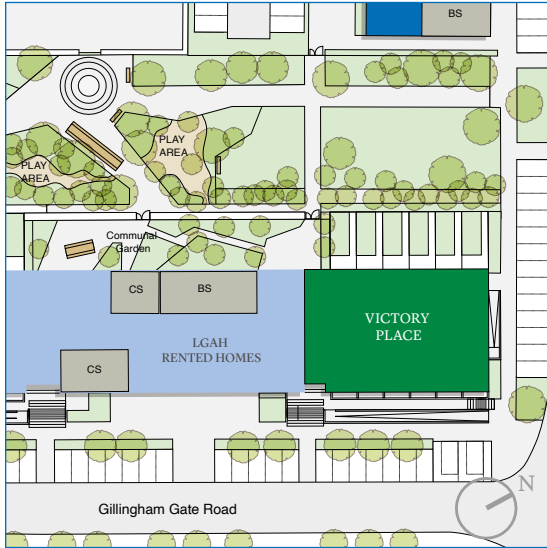 BS
PLAY
AREA
PLAY
AREA
Communal
Garden
CS
BS
VICTORY
PLACE
LGAH
RENTED HOMES
CS
N
Gillingham Gate Road